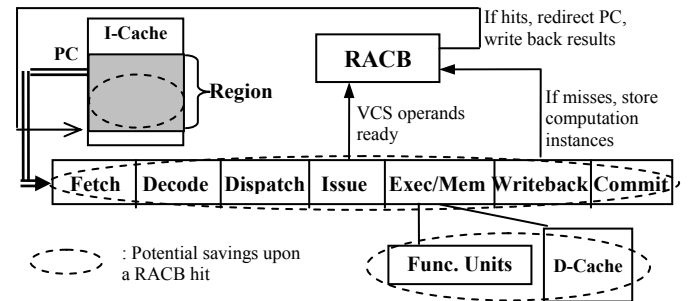 I-Cache
PC
Region
RACB
If hits, redirect PC,
write back results
VCS operands
ready
If misses, store
computation
instances
Fetch Decode Dispatch Issue Exec/Mem Writeback Commit
Func. Units
D-Cache
: Potential savings upon
a RACB hit